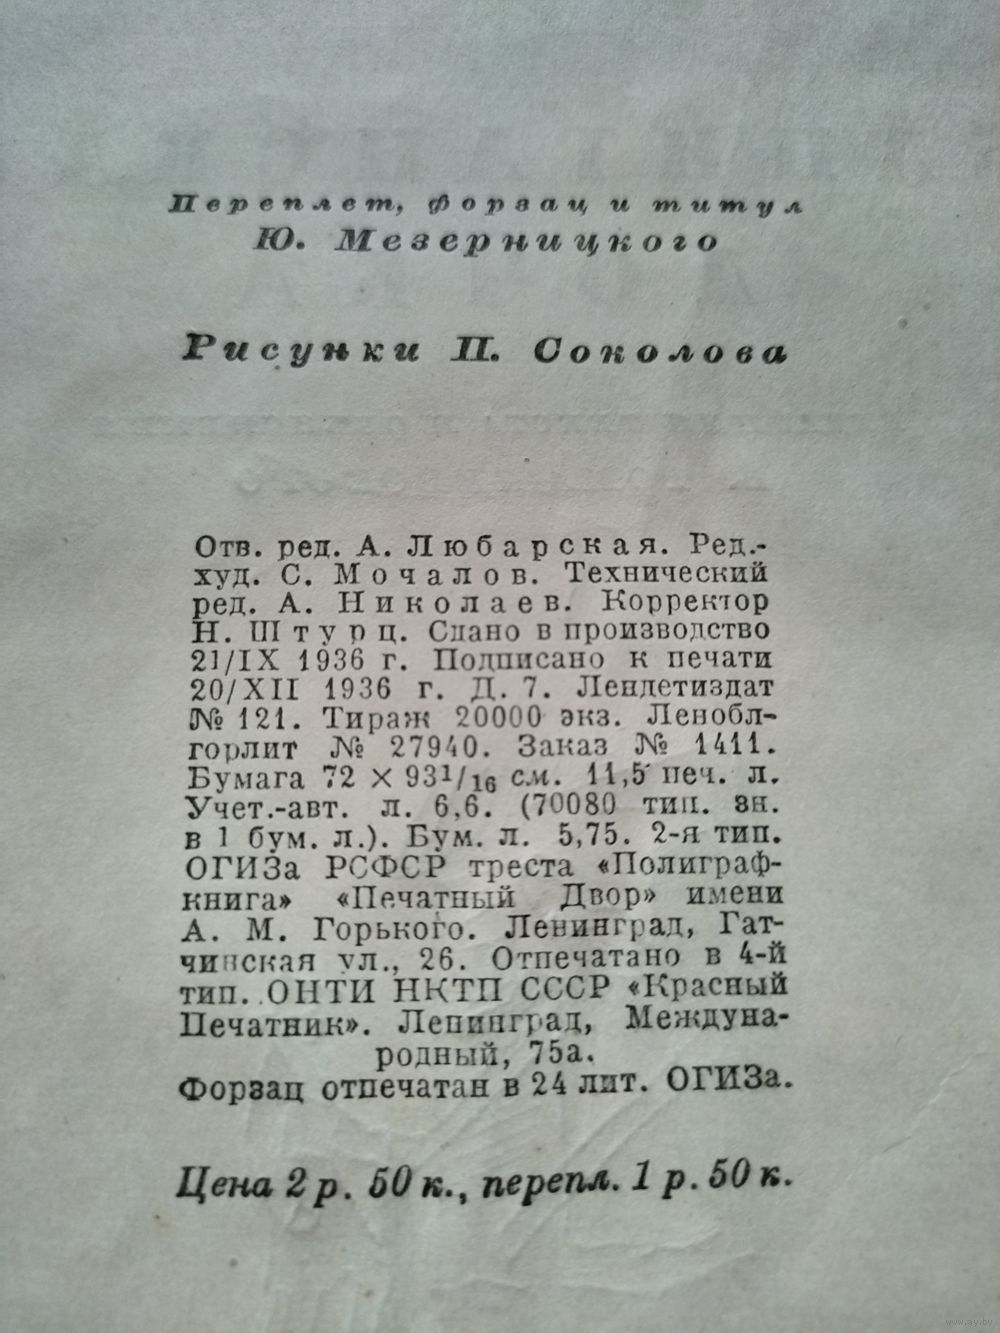 Переплет, форзац и титул
Ю. Мезерницкого
Рисунки П. Соколова
Отв. ред. А. Любарская. Ред.-
худ. С. Мочалов. Технический
ред. А. Николаев. Корректор
Н. Штурц. Сдано в производство
21/IX 1936 г. Подписано к печати
20/XII 1936 г. Д. 7. Лендетиздат
№ 121. Тираж 20000 экз. Ленобл-
горлит № 27940. Заказ № 1411.
Бумага 72 × 93 1/16 см. 11,5 печ. л.
Учет.-авт. л. 6,6. (70080 тип. зн.
в 1 бум. л.). Бум. л. 5,75. 2-я тип.
ОГИЗа РСФСР треста «Полиграф-
книга» «Печатный Двор» имени
А. М. Горького. Ленинград, Гат-
чинская ул., 26. Отпечатано в 4-й
тип. ОНТИ НКТП СССР «Красный
Печатник». Ленинград, Междуна-
родный, 75а.
Форзац отпечатан в 24 лит. ОГИЗа.
Цена 2 р. 50 к., перепл. 1 р. 50 к.
www.ay.by